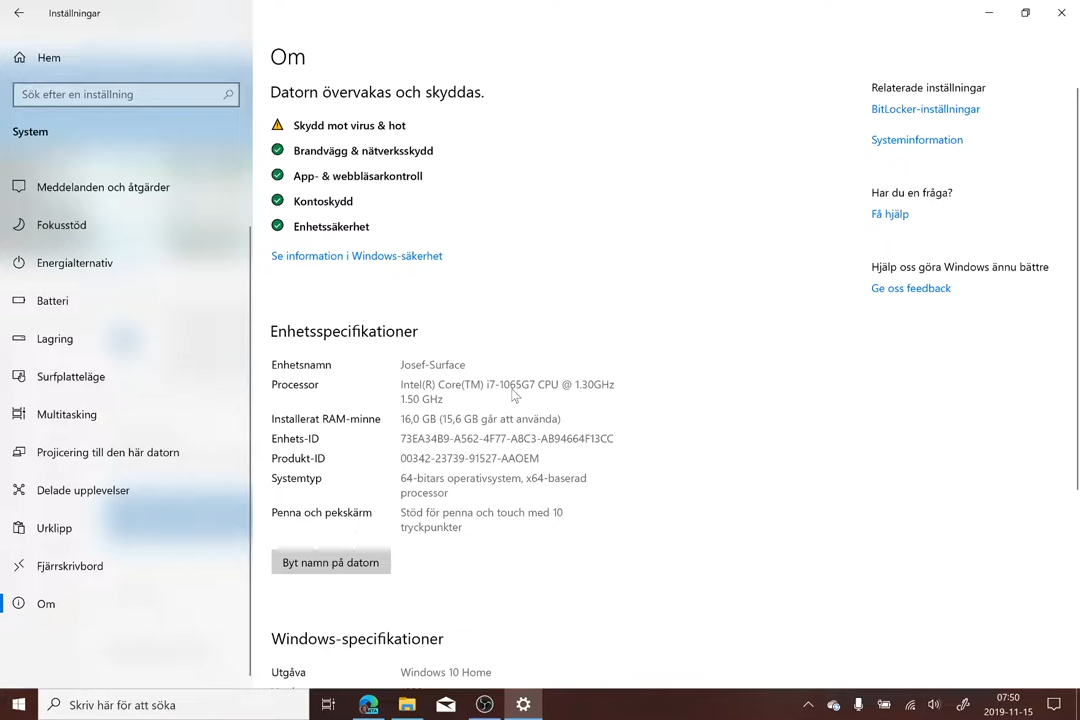 Inställningar
Hem
Sök efter en inställning
System
Meddelanden och åtgärder
Fokusstöd
Energialternativ
Batteri
Lagring
Surfplatteläge
Multitasking
Projicering till den här datorn
Delade upplevelser
Urklipp
Fjärrskrivbord
Om
Om
Datorn övervakas och skyddas.
Skydd mot virus & hot
Brandvägg & nätverksskydd
App- & webbläsarkontroll
Kontoskydd
Enhetssäkerhet
Se information i Windows-säkerhet
Enhetsspecifikationer
Enhetsnamn Josef-Surface
Processor Intel(R) Core(TM) i7-1065G7 CPU @ 1.30GHz
1.50 GHz
Installerat RAM-minne 16,0 GB (15,6 GB går att använda)
Enhets-ID 73EA34B9-A562-4F77-A8C3-AB94664F13CC
Produkt-ID 00342-23739-91527-AAOEM
Systemtyp 64-bitars operativsystem, x64-baserad
processor
Penna och pekskärm Stöd för penna och touch med 10
tryckpunkter
Byt namn på datorn
Windows-specifikationer
Utgåva Windows 10 Home
Relaterade inställningar
BitLocker-inställningar
Systeminformation
Har du en fråga?
Få hjälp
Hjälp oss göra Windows ännu bättre
Ge oss feedback
Skriv här för att söka
07:50
2019-11-15